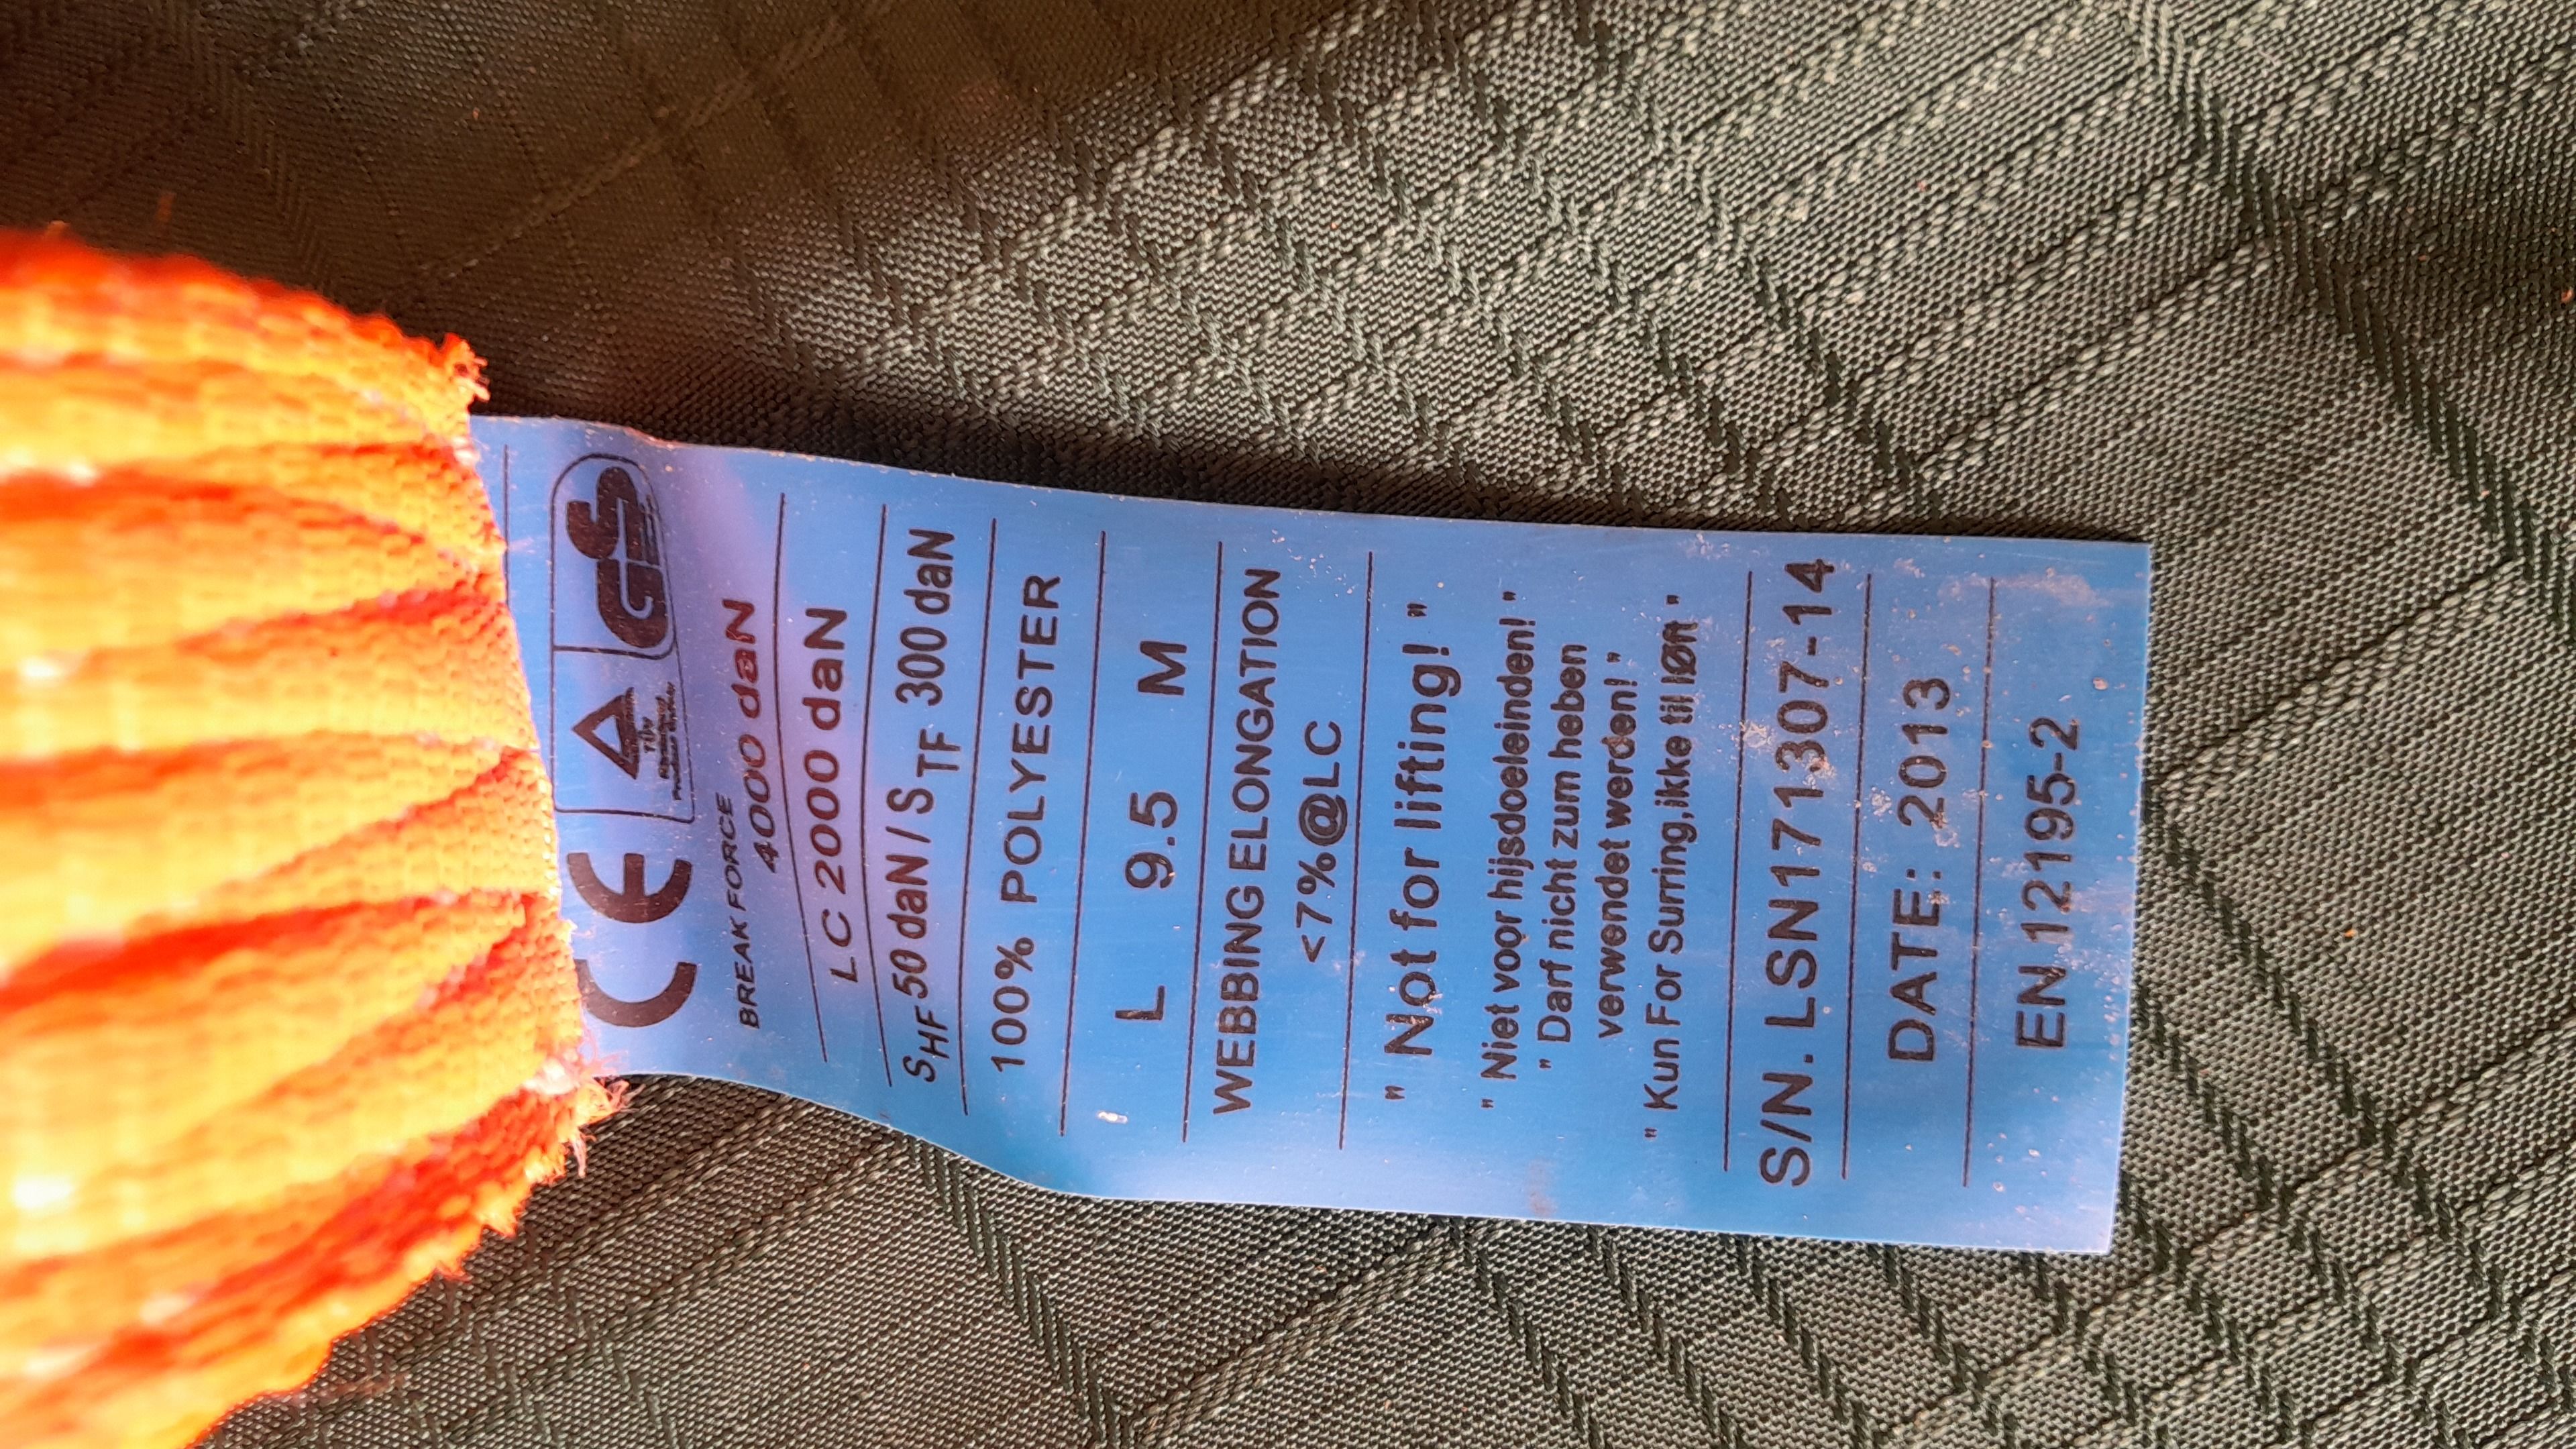 CE
TÜV
GS
BREAK FORCE
4000 daN
LC 2000 daN
SHF 50 daN / STF 300 daN
100% POLYESTER
L 9.5 M
WEBBING ELONGATION
<7%@LC
" Not for lifting! "
" Niet voor hijsdoeleinden! "
" Darf nicht zum heben
verwendet werden! "
" Kun For Surring,ikke til løft "
S/N. LSN171307-14
DATE: 2013
EN 12195-2